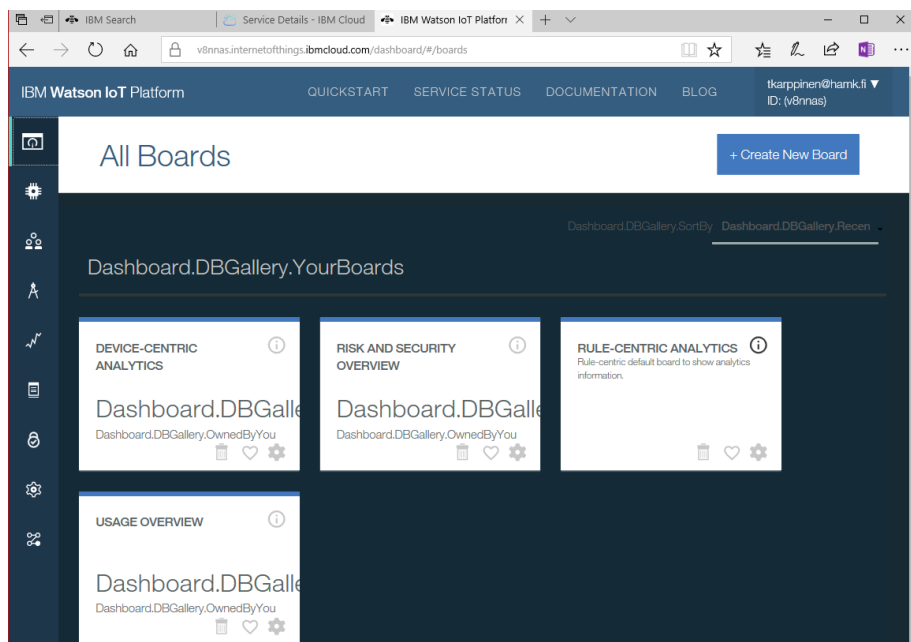 IBM Search
Service Details - IBM Cloud
IBM Watson IoT Platforr
v8nnas.internetofthings.ibmcloud.com/dashboard/#/boards
IBM Watson IoT Platform
QUICKSTART
SERVICE STATUS
DOCUMENTATION
BLOG
tkarppinen@hamk.fi ▼
ID: (v8nnas)
All Boards
+ Create New Board
Dashboard.DBGallery.SortBy Dashboard.DBGallery.Recen
Dashboard.DBGallery.YourBoards
DEVICE-CENTRIC
ANALYTICS
Dashboard.DBGalle
Dashboard.DBGallery.OwnedByYou
RISK AND SECURITY
OVERVIEW
Dashboard.DBGalle
Dashboard.DBGallery.OwnedByYou
RULE-CENTRIC ANALYTICS
Rule-centric default board to show analytics
information.
USAGE OVERVIEW
Dashboard.DBGalle
Dashboard.DBGallery.OwnedByYou